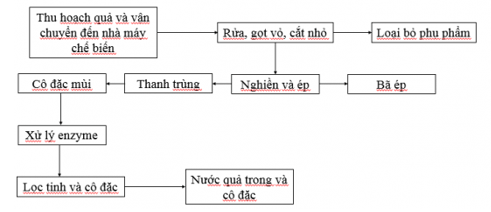 Thu hoạch quả và vân
chuyển đến nhà máy
chế biến
Rửa, gọt vỏ, cắt nhỏ
Loại bỏ phụ phẩm
Cô đặc mùi
Thanh trùng
Nghiền và ép
Bã ép
Xử lý enzyme
Lọc tinh và cô đặc
Nước quả trong và
cô đặc